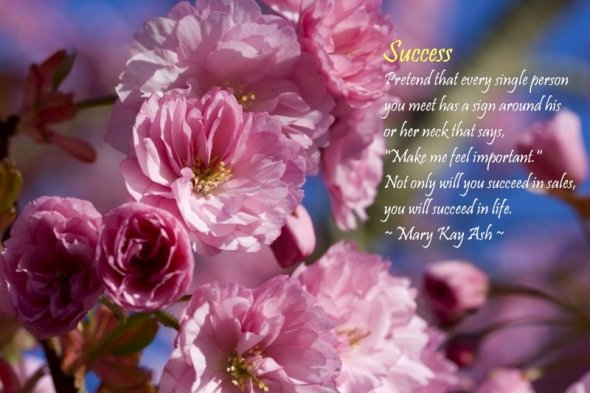 Success
Pretend that every single person
you meet has a sign around his
or her neck that says,
"Make me feel important."
Not only will you succeed in sales,
you will succeed in life.
~ Mary Kay Ash ~